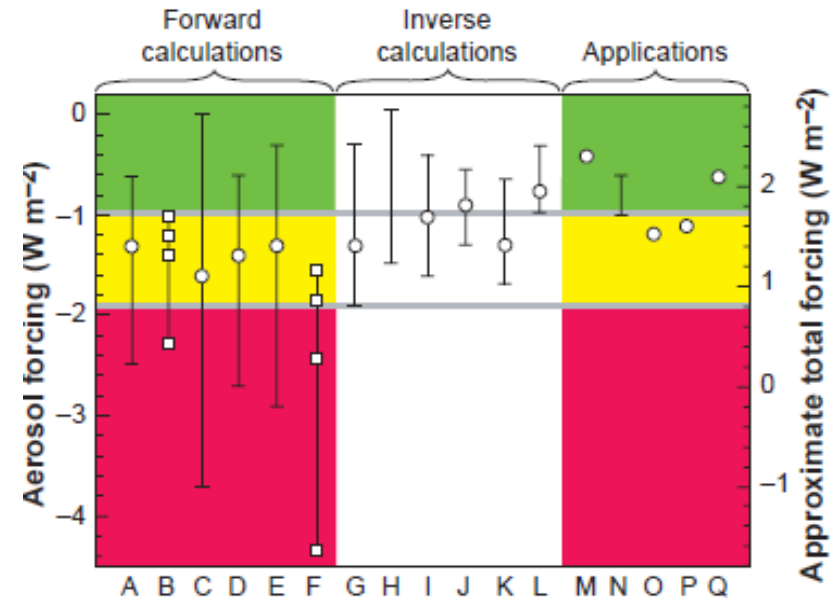 Forward
calculations
Inverse
calculations
Applications
Aerosol forcing (W m–2)
0
–1
–2
–3
–4
2
1
0
–1
Approximate total forcing (W m–2)
A B C D E F G H I J K L M N O P Q